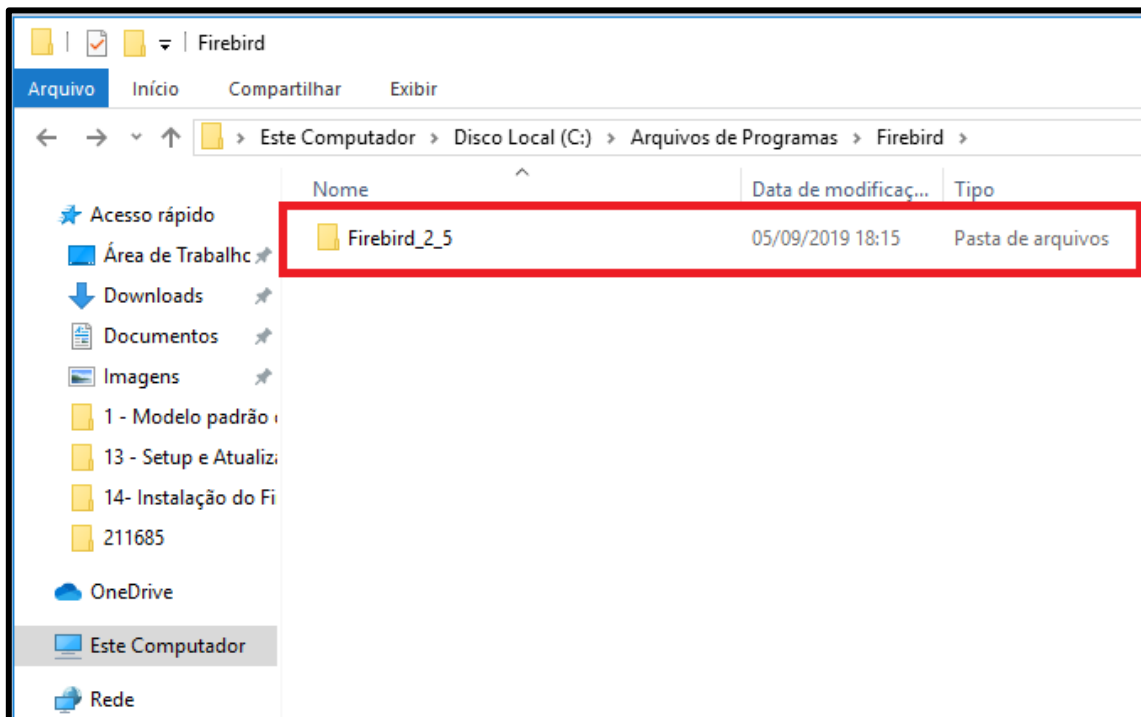 Firebird
Arquivo Início Compartilhar Exibir
Este Computador > Disco Local (C:) > Arquivos de Programas > Firebird >
Nome Data de modificaç... Tipo
Firebird_2_5 05/09/2019 18:15 Pasta de arquivos
Acesso rápido
Área de Trabalhc
Downloads
Documentos
Imagens
1 - Modelo padrão
13 - Setup e Atualiz
14- Instalação do Fi
211685
OneDrive
Este Computador
Rede